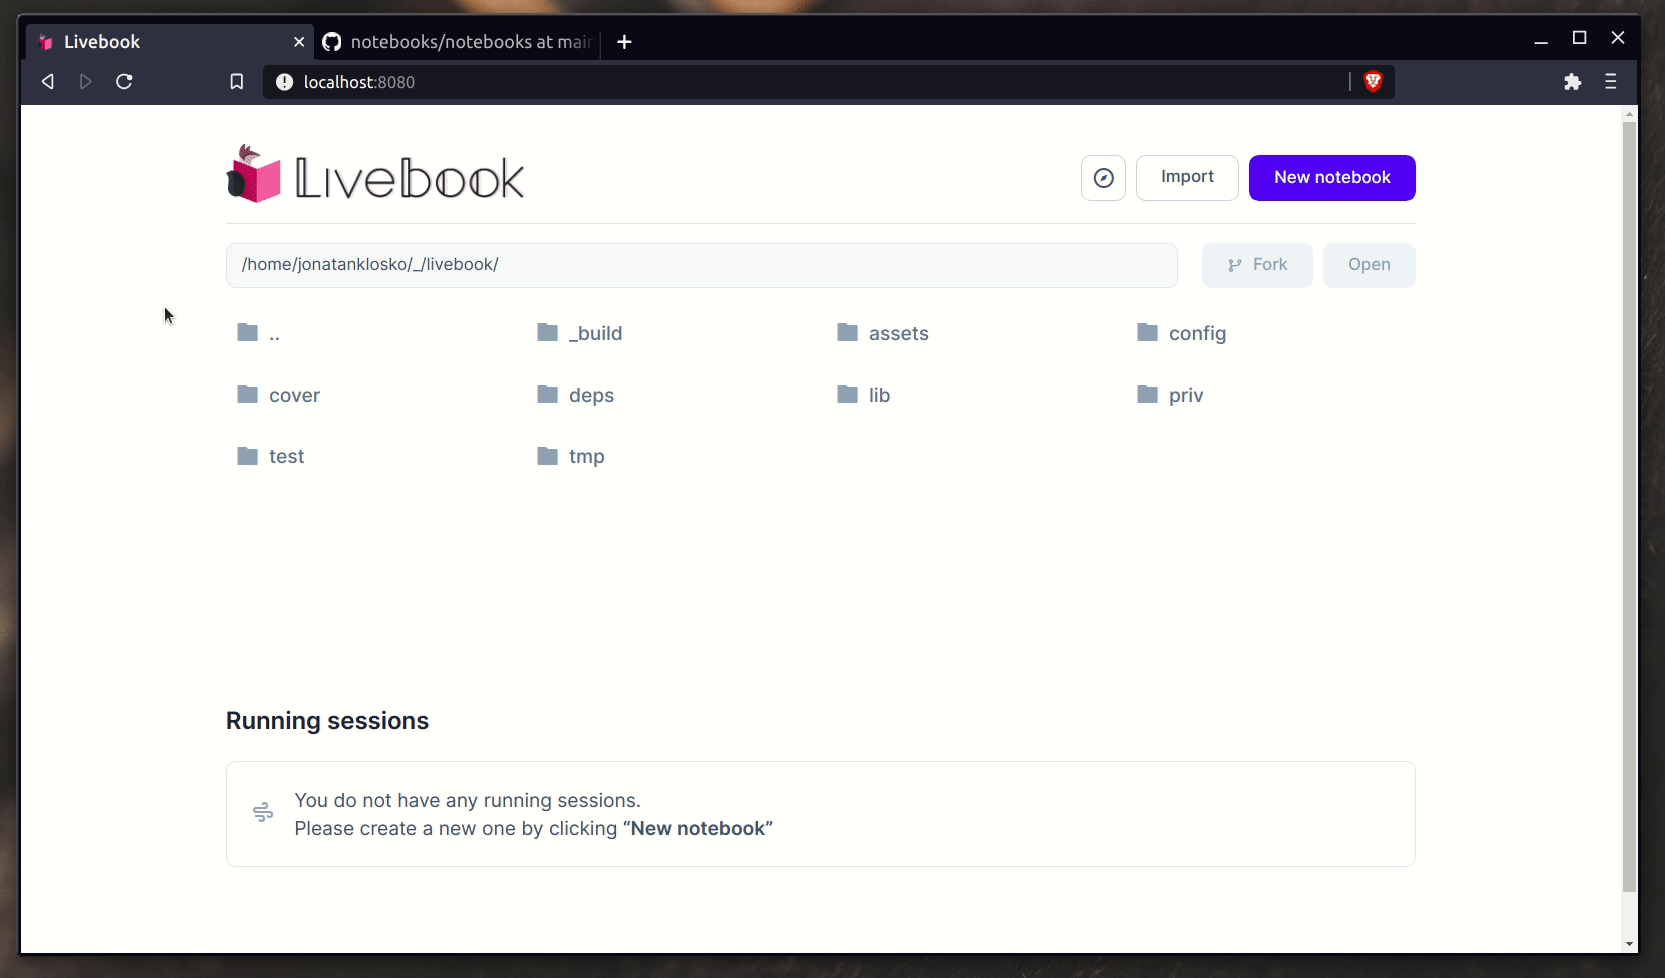 Livebook
notebooks/notebooks at main
localhost:8080
Livebook
Import
New notebook
/home/jonatanklosko/_/livebook/
Fork
Open
..
_build
assets
config
cover
deps
lib
priv
test
tmp
Running sessions
You do not have any running sessions.
Please create a new one by clicking “New notebook”